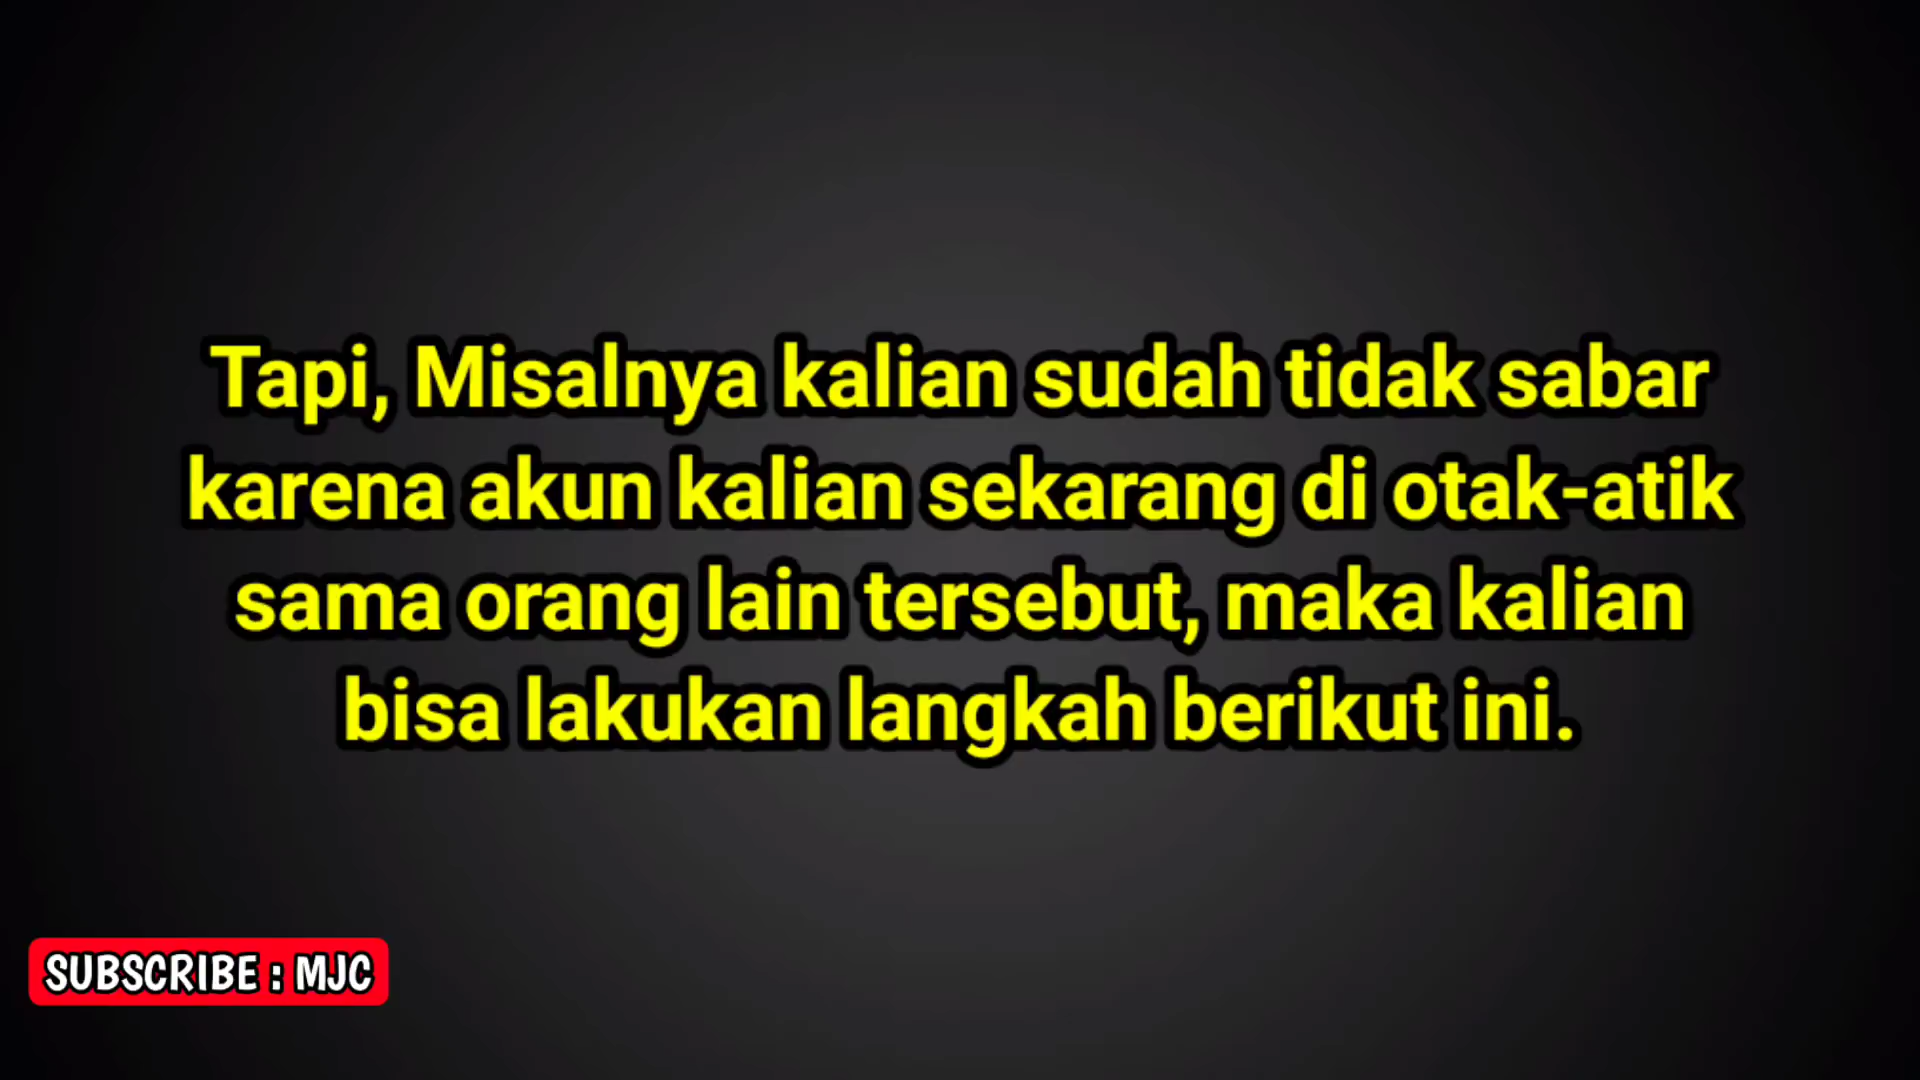 Tapi, Misalnya kalian sudah tidak sabar
karena akun kalian sekarang di otak-atik
sama orang lain tersebut, maka kalian
bisa lakukan langkah berikut ini.
SUBSCRIBE : MJC